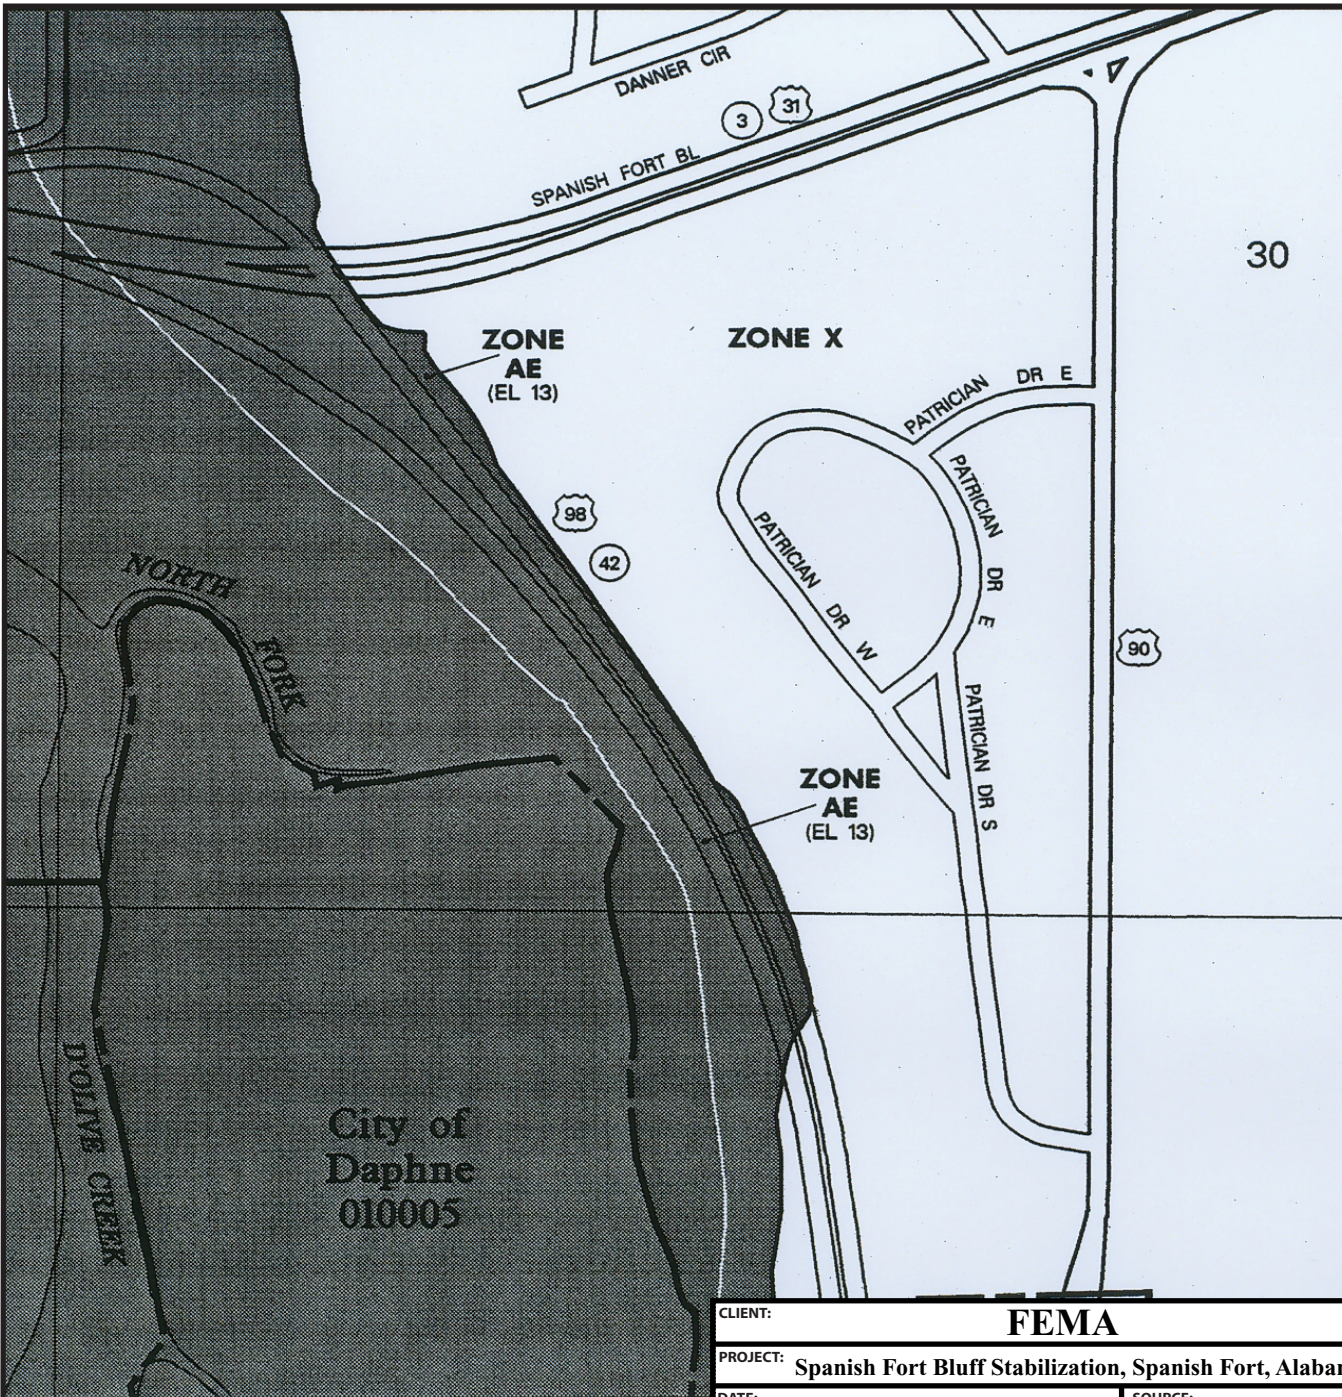 DANNER CIR
3
31
SPANISH FORT BL
30
ZONE
AE
(EL 13)
ZONE X
PATRICIAN DR E
PATRICIAN DR E
PATRICIAN DR W
98
42
NORTH
FORK
90
PATRICIAN DR S
ZONE
AE
(EL 13)
D'OLIVE CREEK
City of
Daphne
010005
CLIENT:
FEMA
PROJECT: Spanish Fort Bluff Stabilization, Spanish Fort,
DATE:
SOURCE: